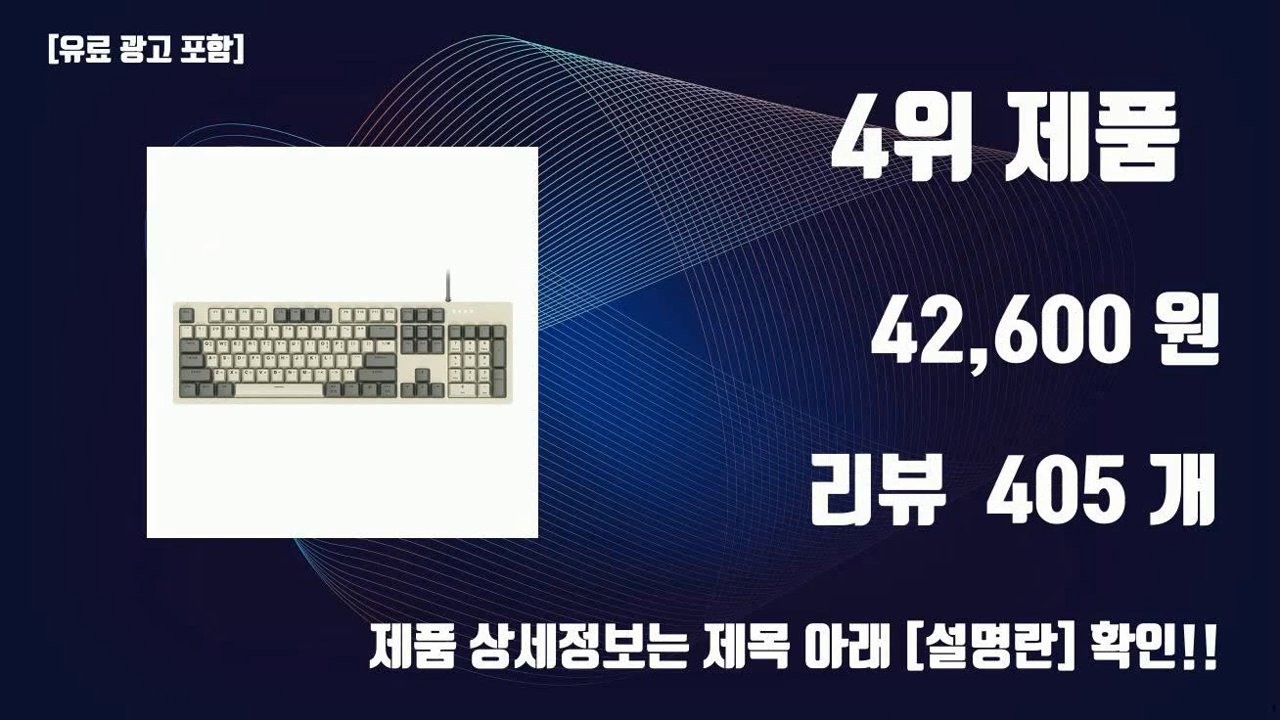 [유료 광고 포함]
4위 제품
42,600 원
리뷰 405 개
제품 상세정보는 제목 아래 [설명란] 확인!!